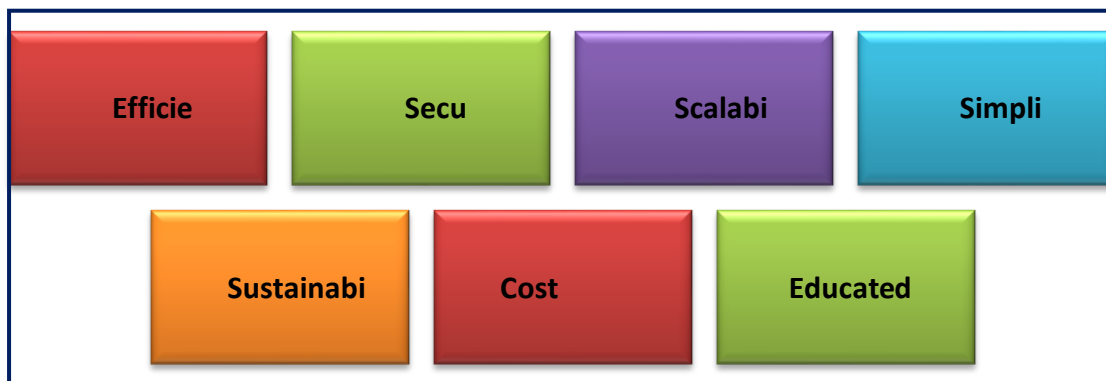 Efficie
Secu
Scalabi
Simpli
Sustainabi
Cost
Educated